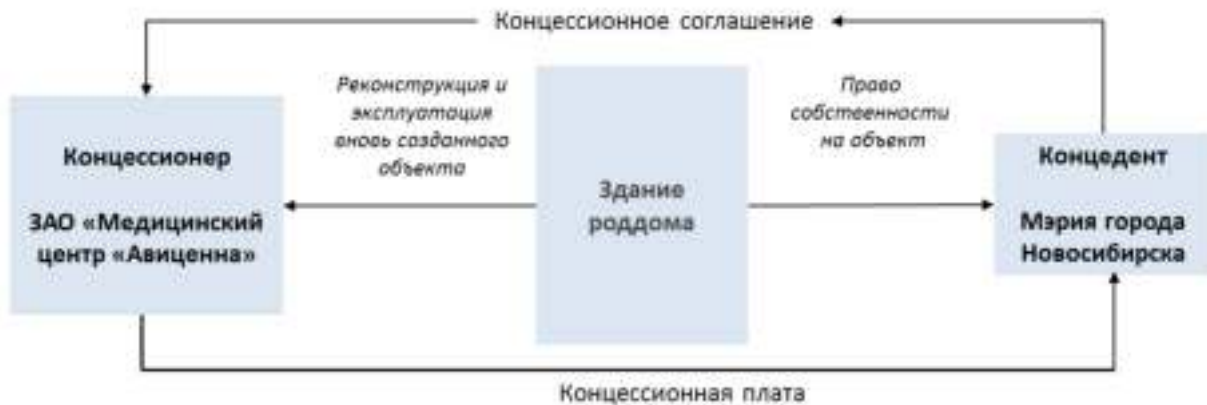 Концессионное соглашение
Реконструкция и
эксплуатация
вновь созданного
объекта
Право
собственности
на объект
Концессионер
ЗАО «Медицинский
центр «Авиценна»
Здание
роддома
Концедент
Мэрия города
Новосибирска
Концессионная плата